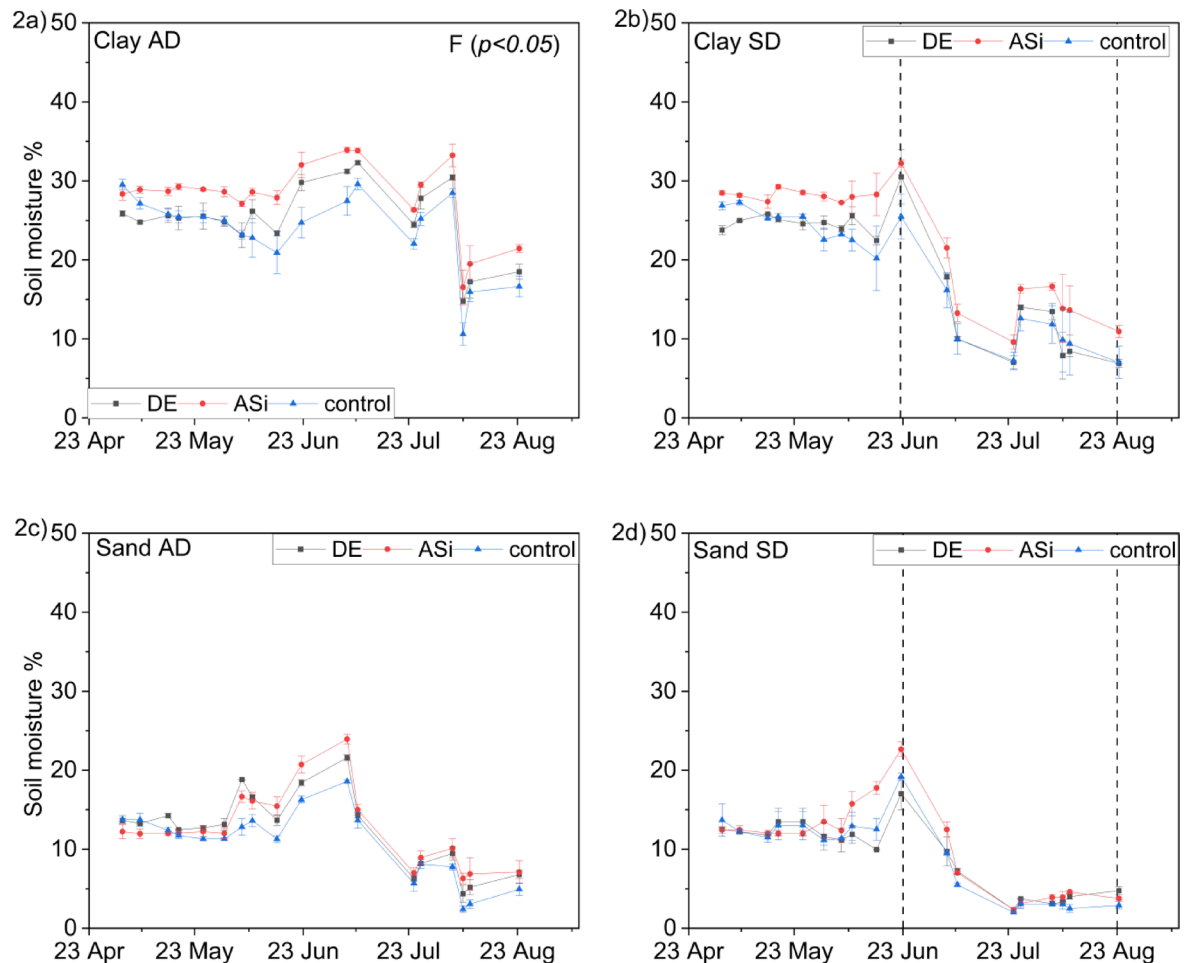 2a)
Clay AD
F (p<0.05)
Soil moisture %
50
40
30
20
10
0
DE ASi control
23 Apr 23 May 23 Jun 23 Jul 23 Aug
2b)
Clay SD
DE ASi control
50
40
30
20
10
0
23 Apr 23 May 23 Jun 23 Jul 23 Aug
2c)
Sand AD
DE ASi control
Soil moisture %
50
40
30
20
10
0
23 Apr 23 May 23 Jun 23 Jul 23 Aug
2d)
Sand SD
DE ASi control
50
40
30
20
10
0
23 Apr 23 May 23 Jun 23 Jul 23 Aug